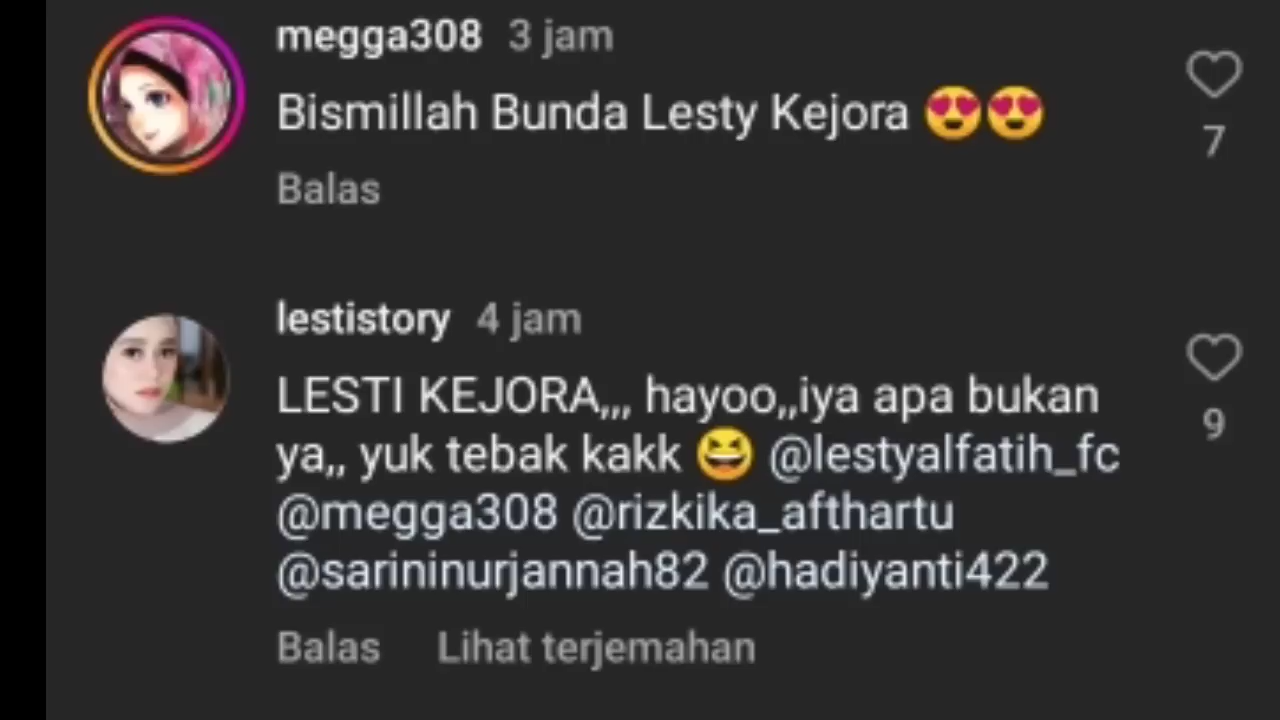 megga308 3 jam
Bismillah Bunda Lesty Kejora 😍😍
7
Balas
lestistory 4 jam
LESTI KEJORA,,, hayoo,,iya apa bukan
ya,, yuk tebak kakk 😆 @lestyalfatih_fc
9
@megga308 @rizkika_afthartu
@sarininurjannah82 @hadiyanti422
Balas Lihat terjemahan